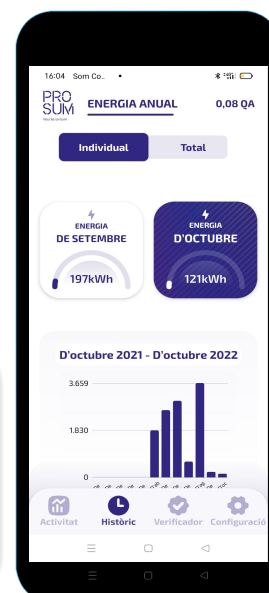 16:04 Som Co..
PRO
SUM
ENERGIA ANUAL
0,08 QA
Individual
Total
ENERGIA
DE SETEMBRE
197kWh
ENERGIA
D'OCTUBRE
121kWh
D'octubre 2021 - D'octubre 2022
3.659
1.830
0
Activitat
Històric
Verificador
Configuració